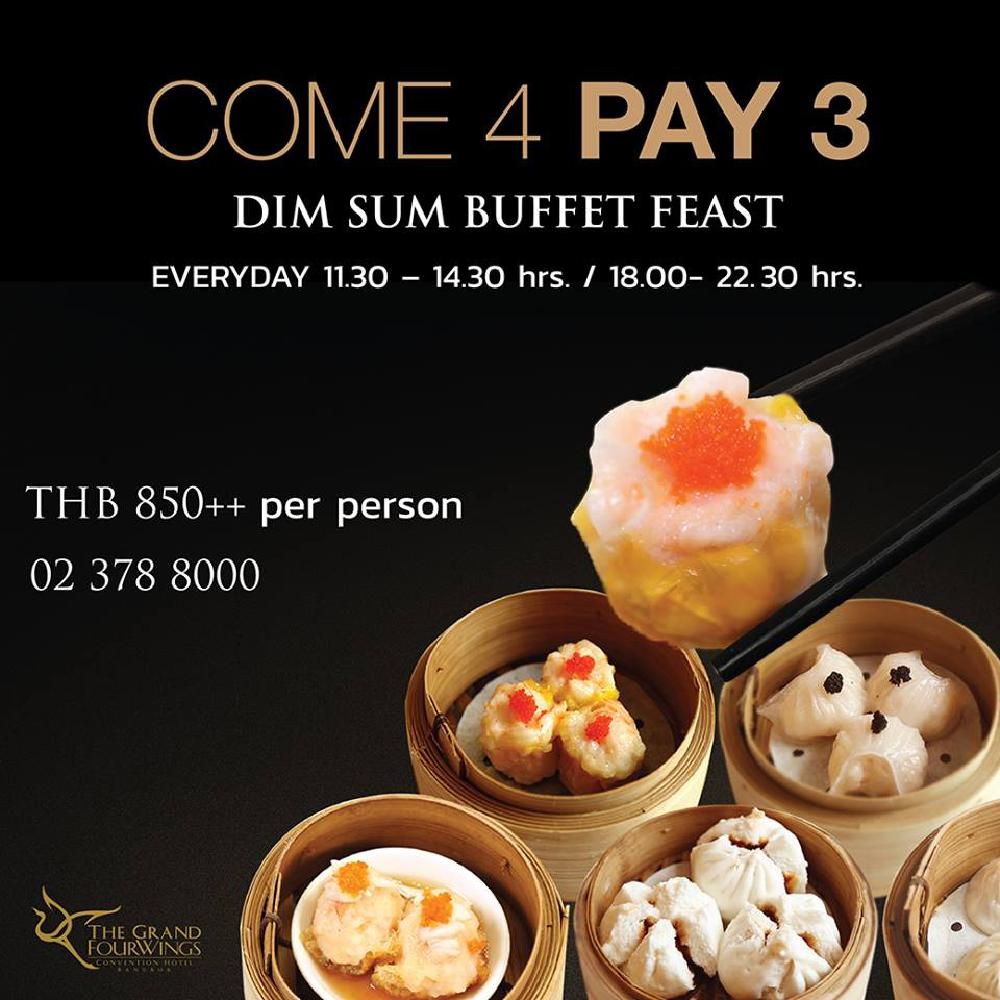 COME 4 PAY 3
DIM SUM BUFFET FEAST
EVERYDAY 11.30 – 14.30 hrs. / 18.00- 22.30 hrs.
THB 850++ per person
02 378 8000
THE GRAND
FOURWINGS
CONVENTION HOTEL
BANGKOK